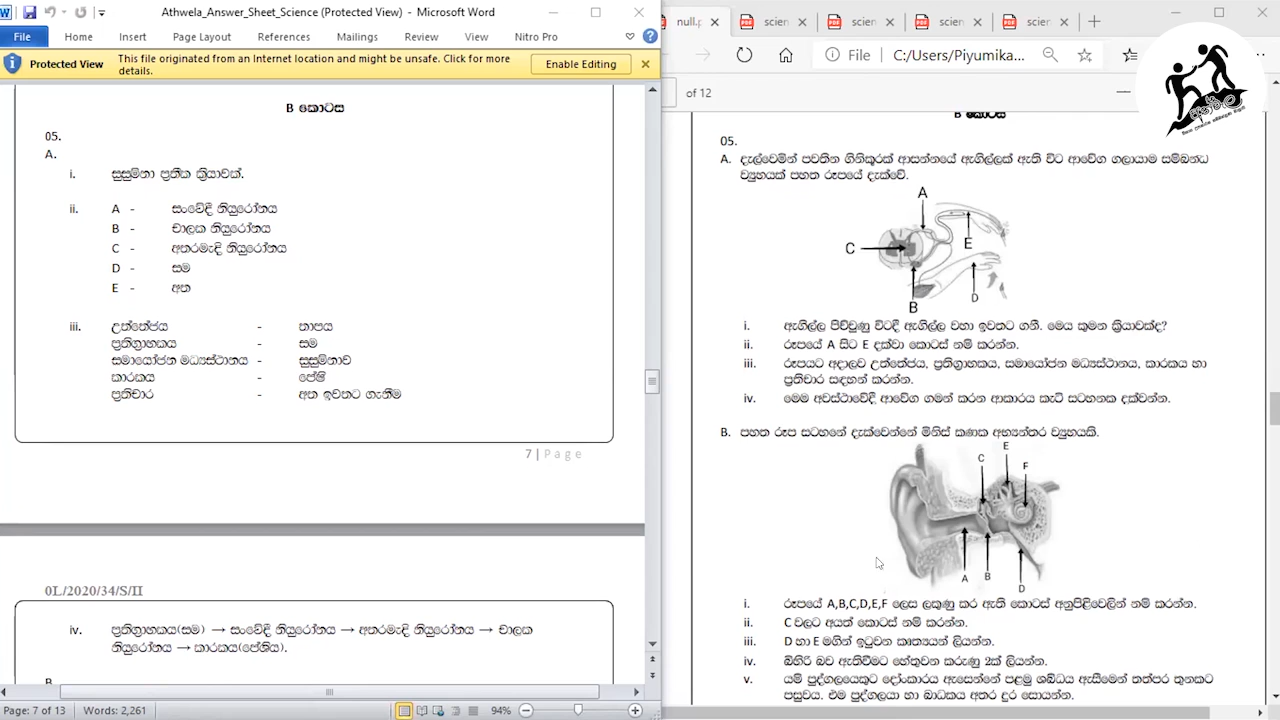 Athwela_Answer_Sheet_Science (Protected View) - Microsoft Word
File Home Insert Page Layout References Mailings Review View Nitro Pro
Protected View This file originated from an Internet location and might be unsafe. Click for more details. Enable Editing
B කොටස
05.
A.
i. සුසුම්නා ප්‍රතීක ක්‍රියාවක්.
ii. A - සංවේදී නියුරෝනය
B - චාලක නියුරෝනය
C - අතරමැදි නියුරෝනය
D - සම
E - අත
iii. උත්තේජය - තාපය
ප්‍රතිග්‍රාහකය - සම
සමායෝජන මධ්‍යස්ථානය - සුසුම්නාව
කාරකය - පේෂි
ප්‍රතිචාර - අත ඉවතට ගැනීම
7 | Page
0L/2020/34/S/II
iv. ප්‍රතිග්‍රාහකය(සම) → සංවේදී නියුරෝනය → අතරමැදි නියුරෝනය → චාලක
නියුරෝනය → කාරකය(පේශිය).
B
Page: 7 of 13 Words: 2,261 94%
null.p scien scien scien scier
File C:/Users/Piyumika...
of 12
B කොටස
05.
A. දැල්වෙමින් පවතින ගිනිකූරක් ආසන්නයේ ඇඟිල්ලක් ඇති විට ආවේග ගලායාම සම්බන්ධ
ව්‍යුහයක් පහත රූපයේ දැක්වේ.
A
C
E
B
D
i. ඇඟිල්ල පිච්චුණු විටදී ඇඟිල්ල වහා ඉවතට ගනී. මෙය කුමන ක්‍රියාවක්ද?
ii. රූපයේ A සිට E දක්වා කොටස් නම් කරන්න.
iii. රූපයට අදාලව උත්තේජය, ප්‍රතිග්‍රාහකය, සමායෝජන මධ්‍යස්ථානය, කාරකය හා
ප්‍රතිචාර සඳහන් කරන්න.
iv. මෙම අවස්ථාවේදී ආවේග ගමන් කරන ආකාරය කැටි සටහනක දක්වන්න.
B. පහත රූප සටහනේ දැක්වෙන්නේ මිනිස් කණක අභ්‍යන්තර ව්‍යුහයකි.
E
C F
A B D
i. රූපයේ A,B,C,D,E,F ලෙස ලකුණු කර ඇති කොටස් අනුපිළිවෙලින් නම් කරන්න.
ii. C වලට අයත් කොටස් නම් කරන්න.
iii. D හා E මගින් ඉටුවන කෘත්‍යයන් ලියන්න.
iv. බිහිරි බව ඇතිවීමට හේතුවන කරුණු 2ක් ලියන්න.
v. යම් පුද්ගලයෙකුට දෝංකාරය ඇසෙන්නේ පළමු ශබ්ධය ඇසීමෙන් තත්පර තුනකට
පසුවය. එම පුද්ගලයා හා බාධකය අතර දුර සොයන්න.